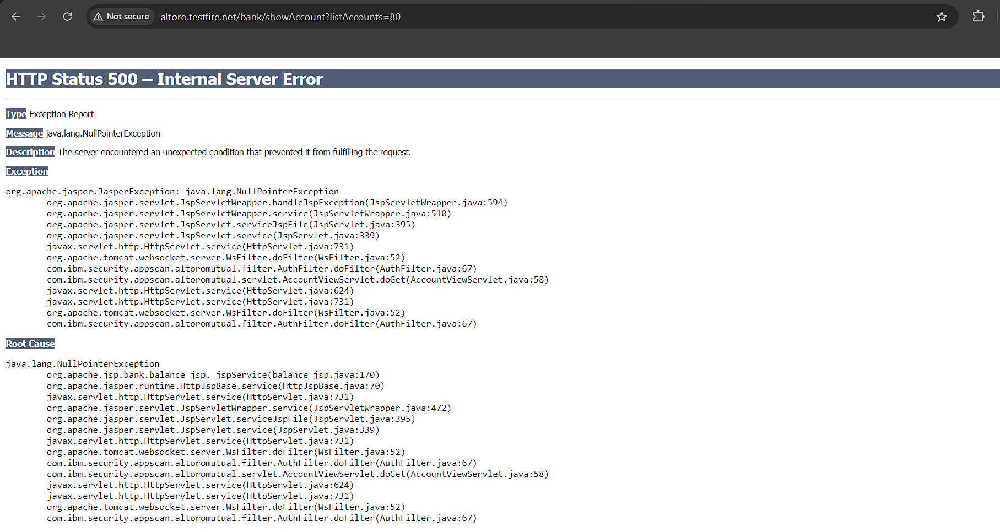 Not secure altoro.testfire.net/bank/showAccount?listAccounts=80
HTTP Status 500 – Internal Server Error
Type Exception Report
Message java.lang.NullPointerException
Description The server encountered an unexpected condition that prevented it from fulfilling the request.
Exception
org.apache.jasper.JasperException: java.lang.NullPointerException
org.apache.jasper.servlet.JspServletWrapper.handleJspException(JspServletWrapper.java:594)
org.apache.jasper.servlet.JspServletWrapper.service(JspServletWrapper.java:510)
org.apache.jasper.servlet.JspServlet.serviceJspFile(JspServlet.java:395)
org.apache.jasper.servlet.JspServlet.service(JspServlet.java:339)
javax.servlet.http.HttpServlet.service(HttpServlet.java:731)
org.apache.tomcat.websocket.server.WsFilter.doFilter(WsFilter.java:52)
com.ibm.security.appscan.altoromutual.filter.AuthFilter.doFilter(AuthFilter.java:67)
com.ibm.security.appscan.altoromutual.servlet.AccountViewServlet.doGet(AccountViewServlet.java:58)
javax.servlet.http.HttpServlet.service(HttpServlet.java:624)
javax.servlet.http.HttpServlet.service(HttpServlet.java:731)
org.apache.tomcat.websocket.server.WsFilter.doFilter(WsFilter.java:52)
com.ibm.security.appscan.altoromutual.filter.AuthFilter.doFilter(AuthFilter.java:67)
Root Cause
java.lang.NullPointerException
org.apache.jsp.bank.balance_jsp._jspService(balance_jsp.java:170)
org.apache.jasper.runtime.HttpJspBase.service(HttpJspBase.java:70)
javax.servlet.http.HttpServlet.service(HttpServlet.java:731)
org.apache.jasper.servlet.JspServletWrapper.service(JspServletWrapper.java:472)
org.apache.jasper.servlet.JspServlet.serviceJspFile(JspServlet.java:395)
org.apache.jasper.servlet.JspServlet.service(JspServlet.java:339)
javax.servlet.http.HttpServlet.service(HttpServlet.java:731)
org.apache.tomcat.websocket.server.WsFilter.doFilter(WsFilter.java:52)
com.ibm.security.appscan.altoromutual.filter.AuthFilter.doFilter(AuthFilter.java:67)
com.ibm.security.appscan.altoromutual.servlet.AccountViewServlet.doGet(AccountViewServlet.java:58)
javax.servlet.http.HttpServlet.service(HttpServlet.java:624)
javax.servlet.http.HttpServlet.service(HttpServlet.java:731)
org.apache.tomcat.websocket.server.WsFilter.doFilter(WsFilter.java:52)
com.ibm.security.appscan.altoromutual.filter.AuthFilter.doFilter(AuthFilter.java:67)